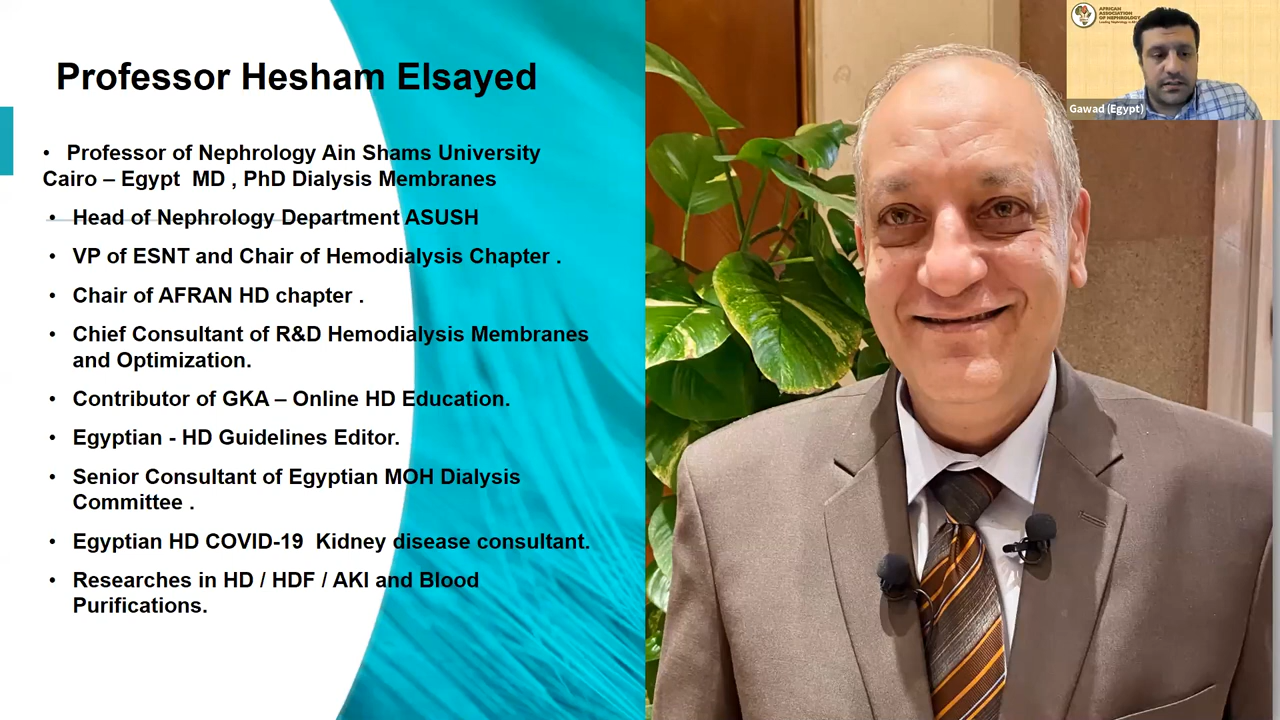 Professor Hesham Elsayed
• Professor of Nephrology Ain Shams University
Cairo – Egypt MD , PhD Dialysis Membranes
• Head of Nephrology Department ASUSH
• VP of ESNT and Chair of Hemodialysis Chapter .
• Chair of AFRAN HD chapter .
• Chief Consultant of R&D Hemodialysis Membranes
and Optimization.
• Contributor of GKA – Online HD Education.
• Egyptian - HD Guidelines Editor.
• Senior Consultant of Egyptian MOH Dialysis
Committee .
• Egyptian HD COVID-19 Kidney disease consultant.
• Researches in HD / HDF / AKI and Blood
Purifications.
AFRICAN
ASSOCIATION
OF NEPHROLOGY
Leading Nephrology in
Gawad (Egypt)